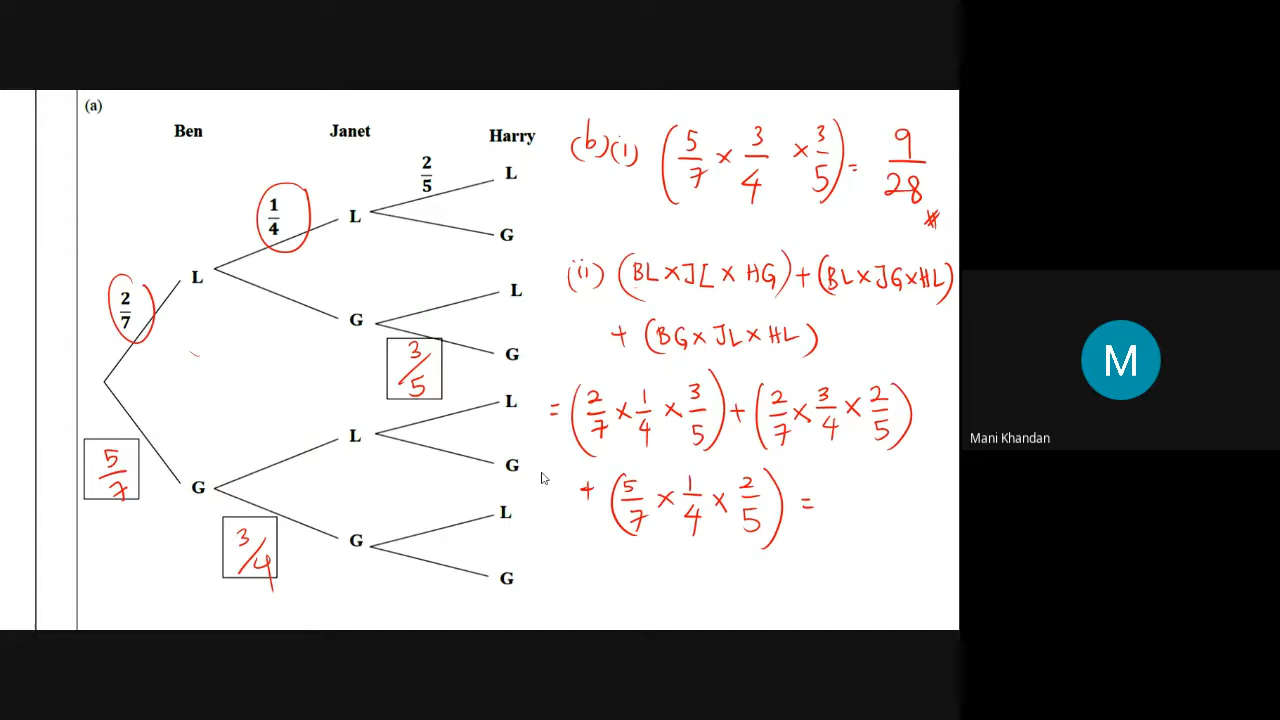 (a)
Ben Janet Harry
2/5
L
1/4
L
G
L
2/7
L
G
3/5
G
L
L
5/7
G
G
3/4
L
G
G
(b)(i) (5/7 × 3/4 × 3/5) = 9/28
(ii) (BL×JL×HG)+(BL×JG×HL)
+ (BG×JL×HL)
= (2/7 × 1/4 × 3/5) + (2/7 × 3/4 × 2/5)
+ (5/7 × 1/4 × 2/5) =
M
Mani Khandan